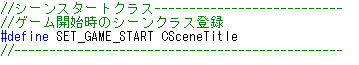 //シーンスタートクラス---------------------------
//ゲーム開始時のシーンクラス登録
#define SET_GAME_START CSceneTitle
//-----------------------------------------------